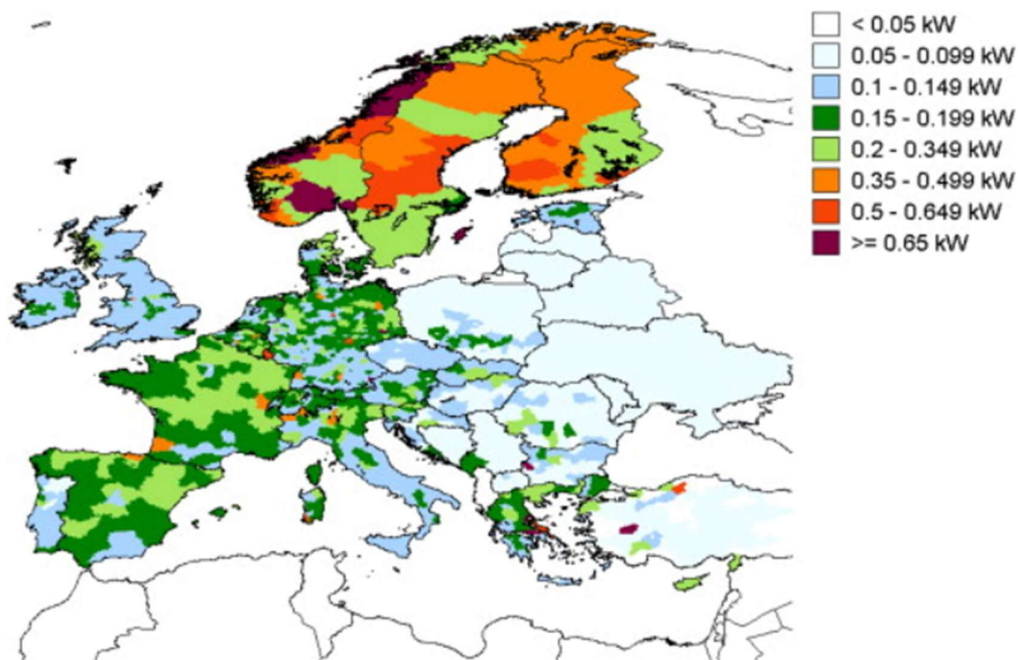 < 0.05 kW
0.05 - 0.099 kW
0.1 - 0.149 kW
0.15 - 0.199 kW
0.2 - 0.349 kW
0.35 - 0.499 kW
0.5 - 0.649 kW
>= 0.65 kW